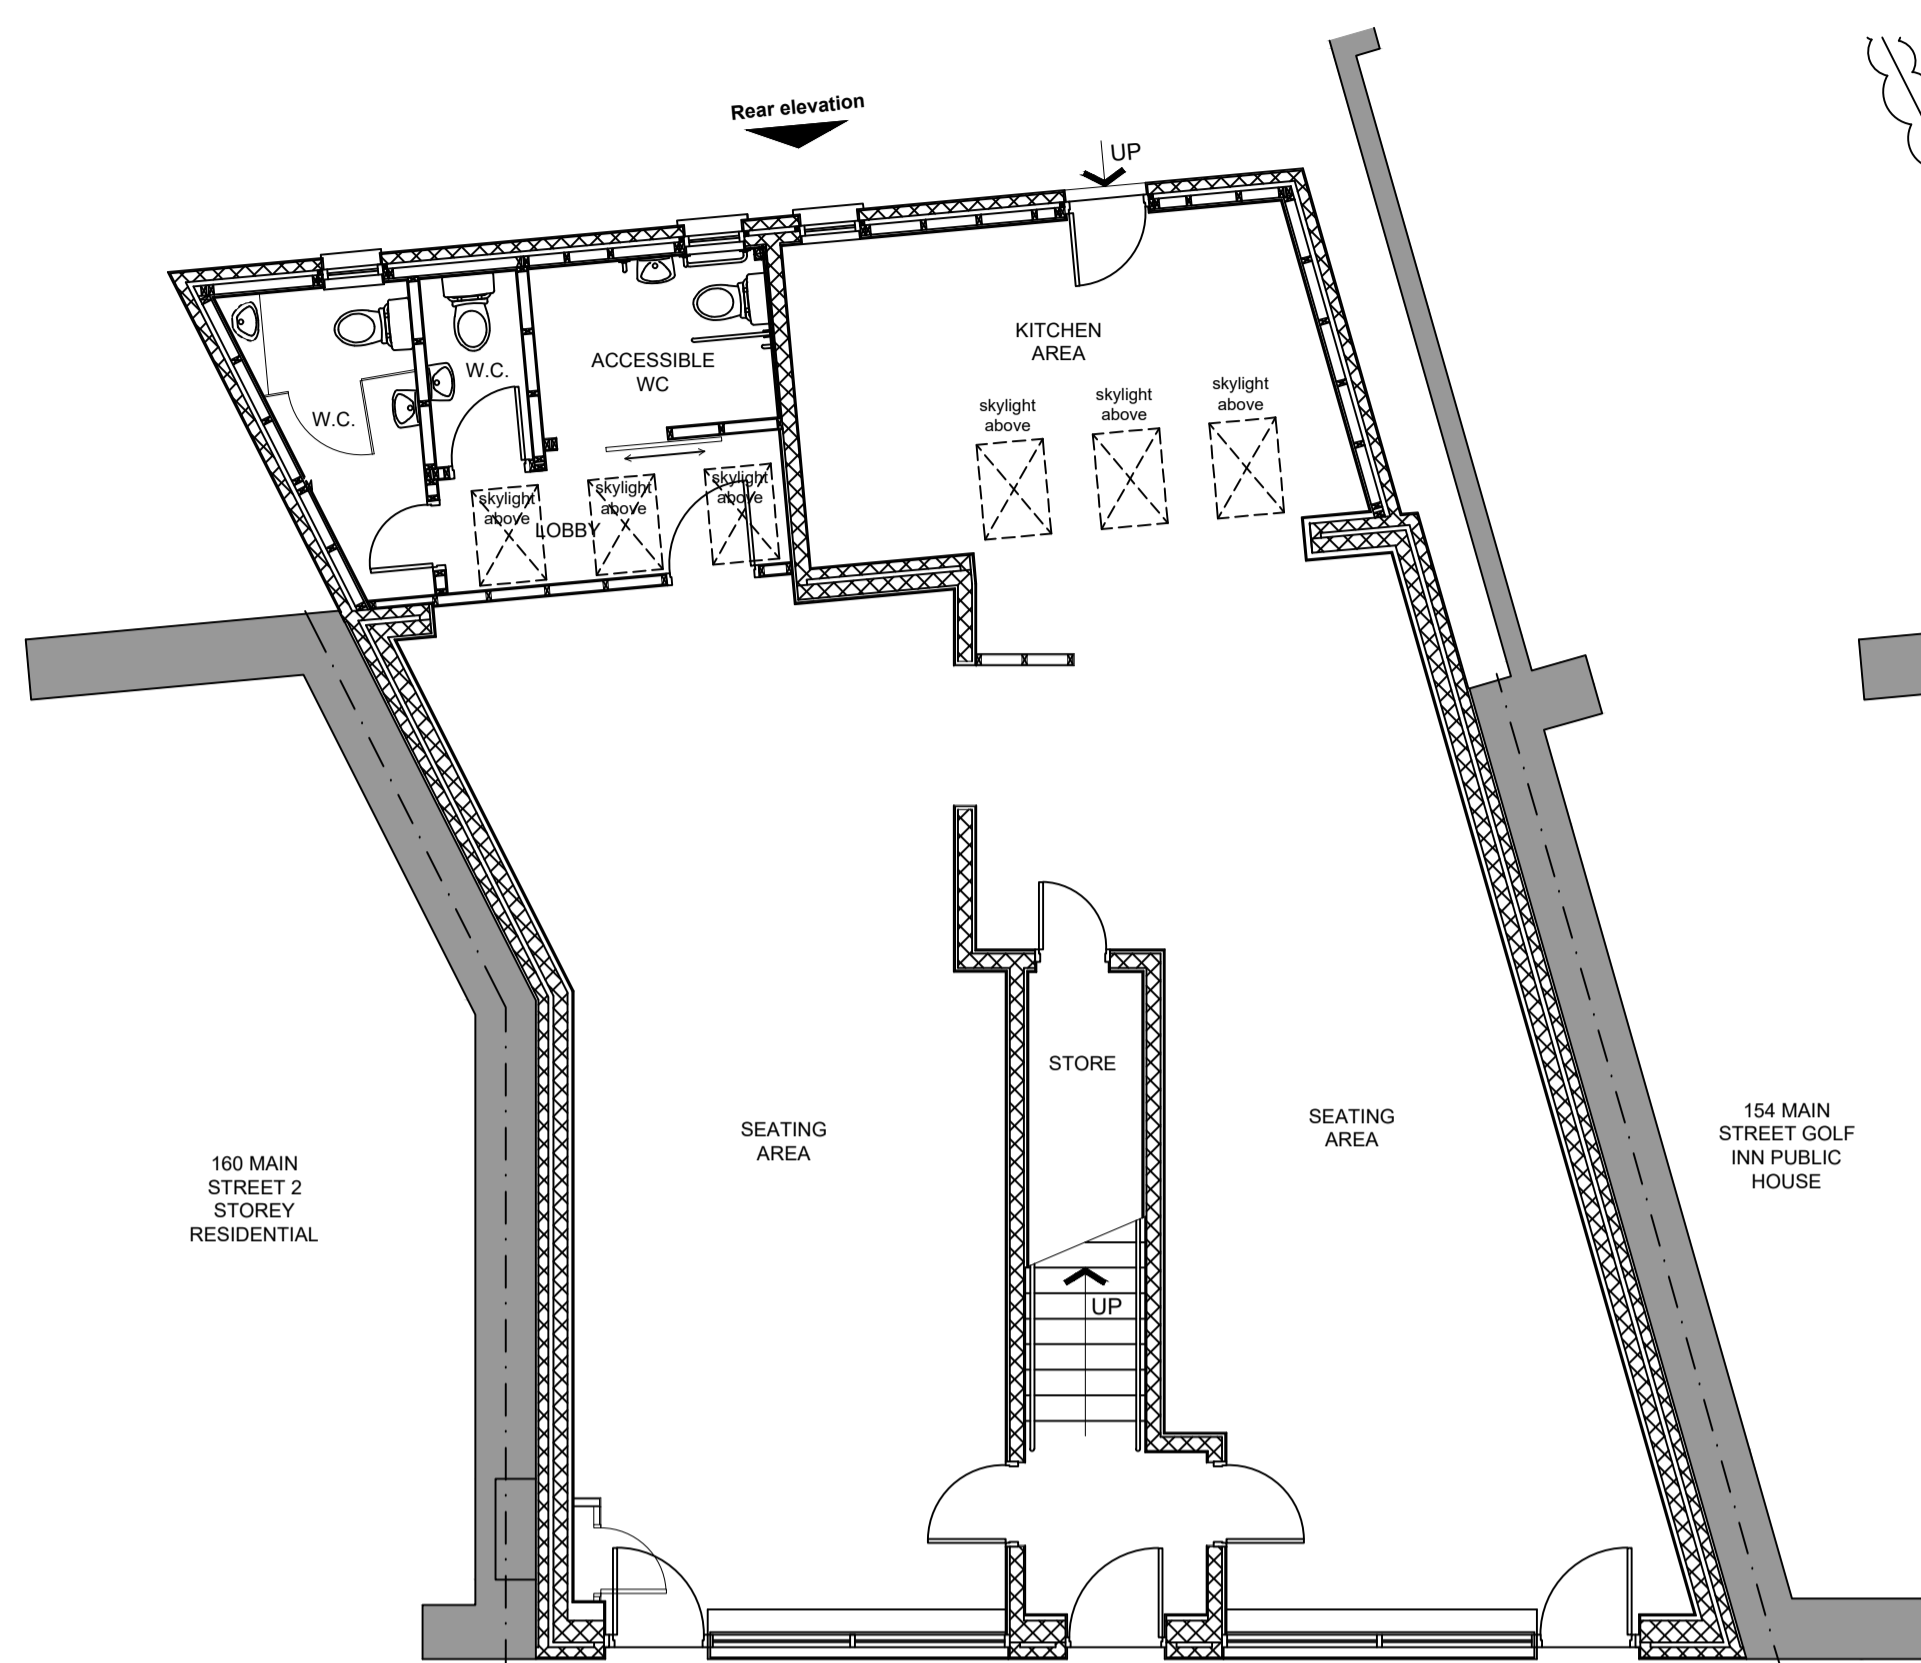 Rear elevation
UP
KITCHEN
AREA
ACCESSIBLE
WC
W.C.
W.C.
skylight
above
skylight
above
skylight
above
skylight
above
skylight
above
skylight
above
LOBBY
STORE
SEATING
AREA
SEATING
AREA
160 MAIN
STREET 2
STOREY
RESIDENTIAL
154 MAIN
STREET GOLF
INN PUBLIC
HOUSE
UP